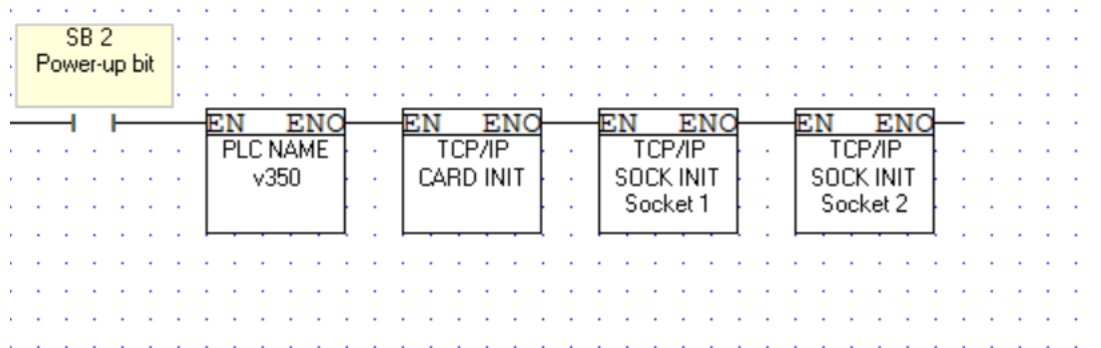 SB 2
Power-up bit
EN ENO
PLC NAME
v350
EN ENO
TCP/IP
CARD INIT
EN ENO
TCP/IP
SOCK INIT
Socket 1
EN ENO
TCP/IP
SOCK INIT
Socket 2